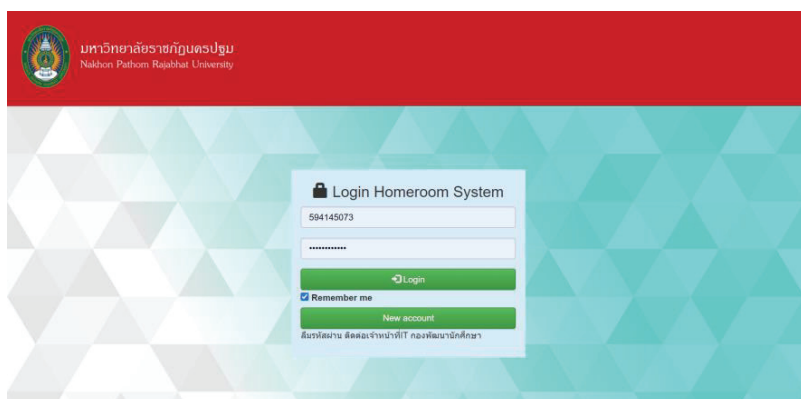 มหาวิทยาลัยราชภัฏนครปฐม
Nakhon Pathom Rajabhat University
Login Homeroom System
594145073
••••••••••••
Login
Remember me
New account
ลืมรหัสผ่าน ติดต่อเจ้าหน้าที่IT กองพัฒนานักศึกษา